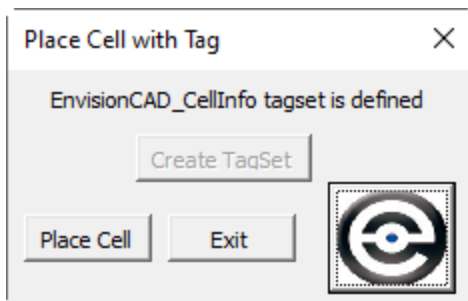 Place Cell with Tag
EnvisionCAD_CellInfo tagset is defined
Create TagSet
Place Cell
Exit